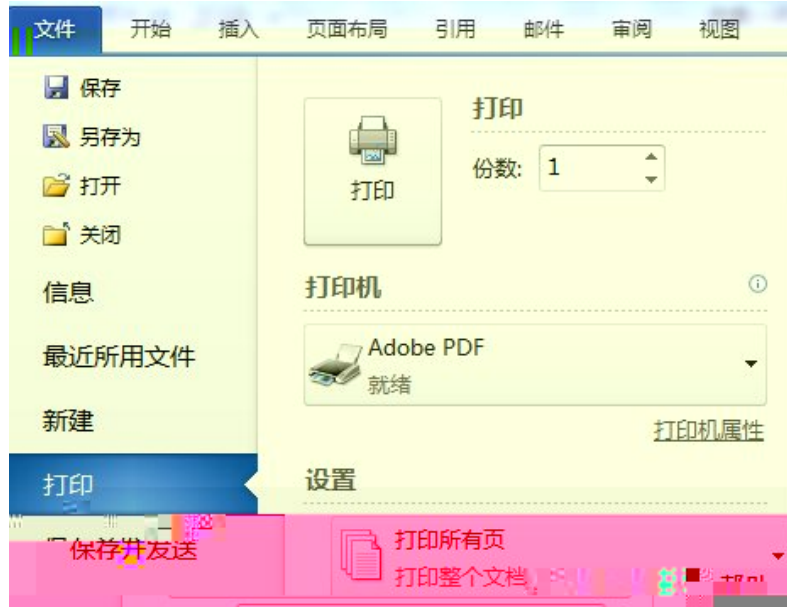 文件 开始 插入 页面布局 引用 邮件 审阅 视图
保存
另存为
打开
关闭
信息
最近所用文件
新建
打印
保存并发送
打印
打印
份数: 1
打印机
Adobe PDF
就绪
打印机属性
设置
打印所有页
打印整个文档